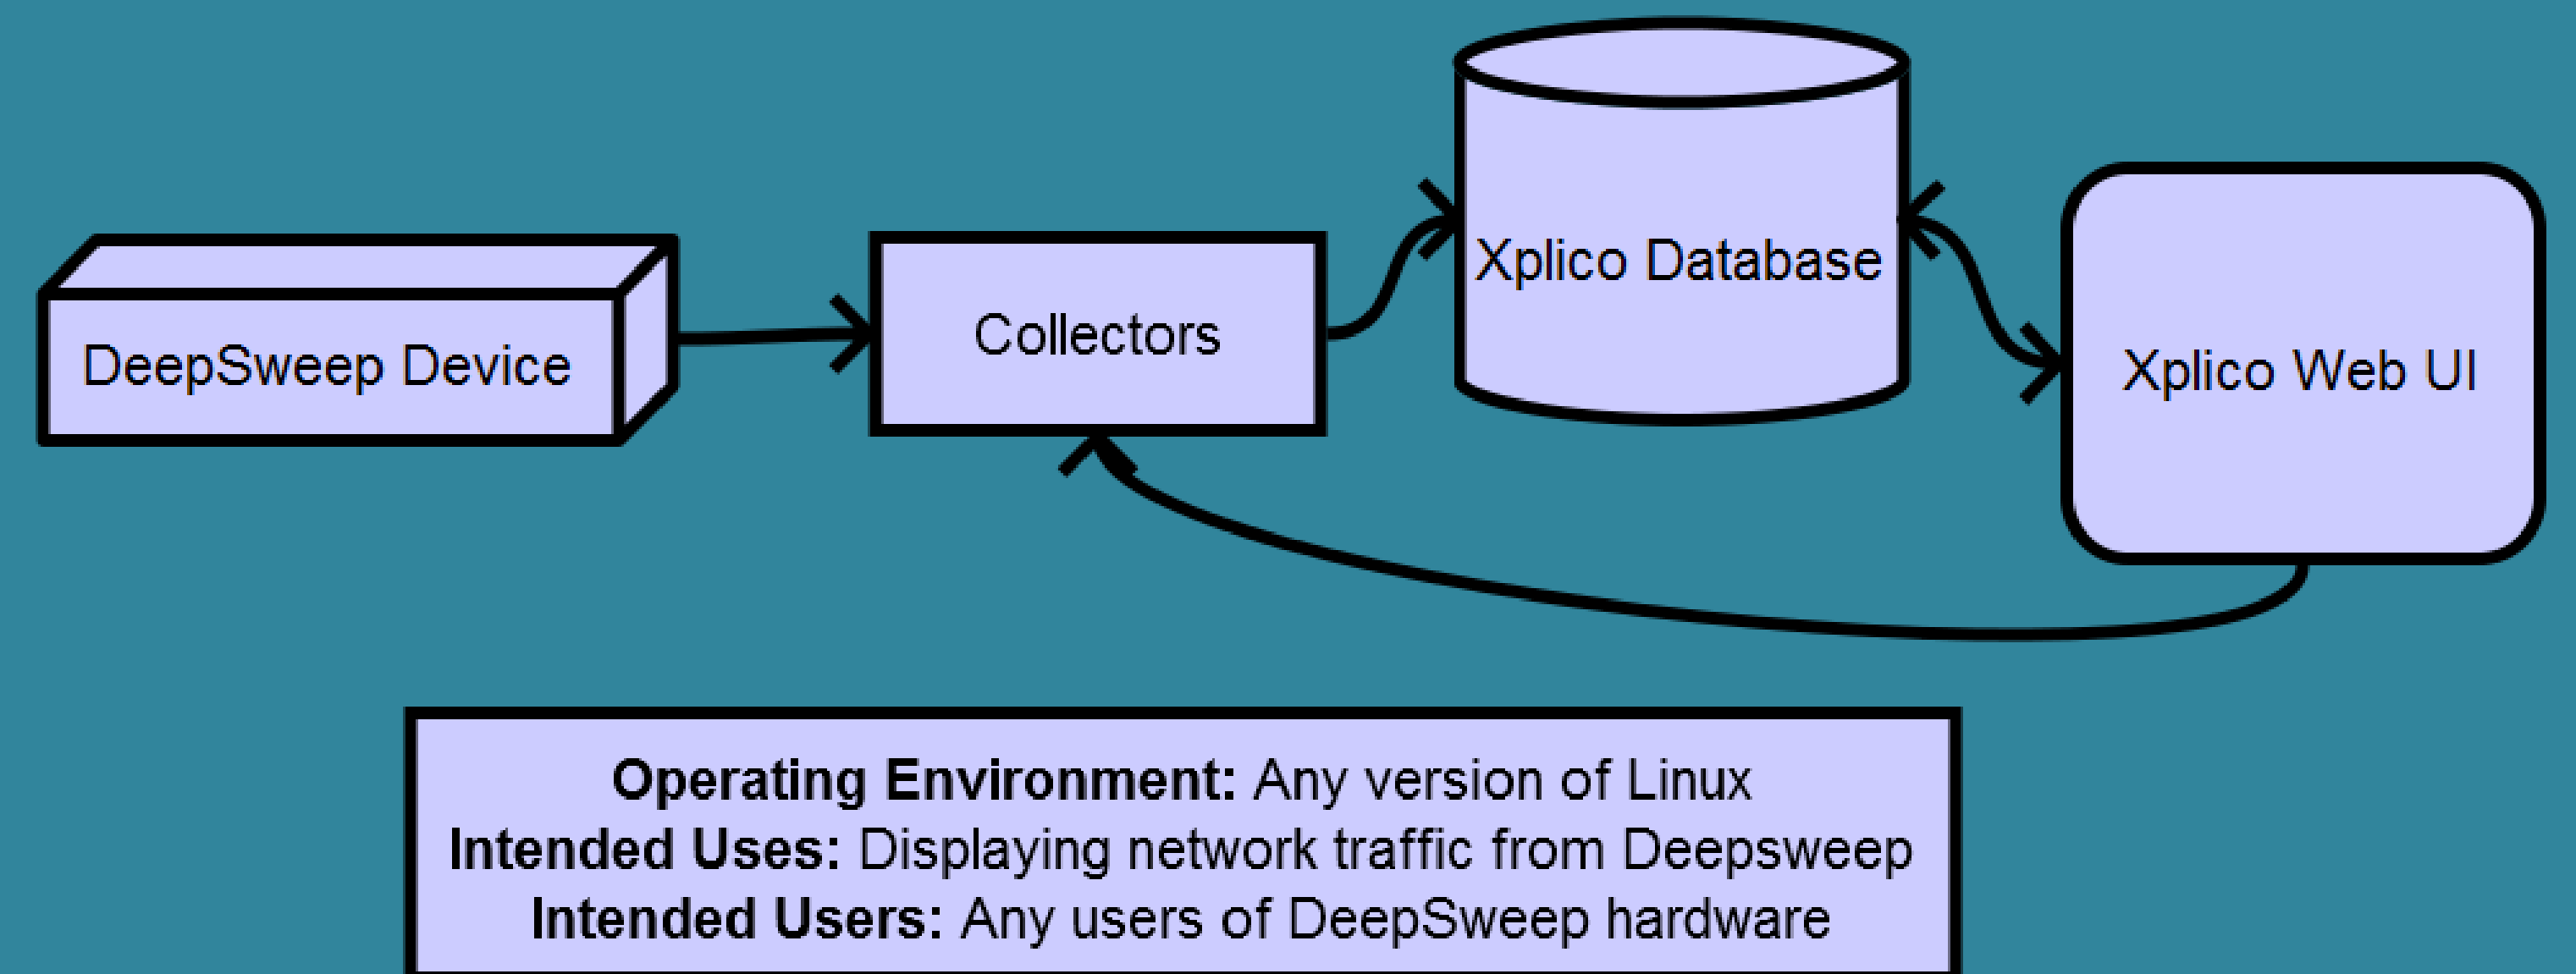 DeepSweep Device
Collectors
Xplico Database
Xplico Web UI
Operating Environment: Any version of Linux
Intended Uses: Displaying network traffic from Deepsweep
Intended Users: Any users of DeepSweep hardware